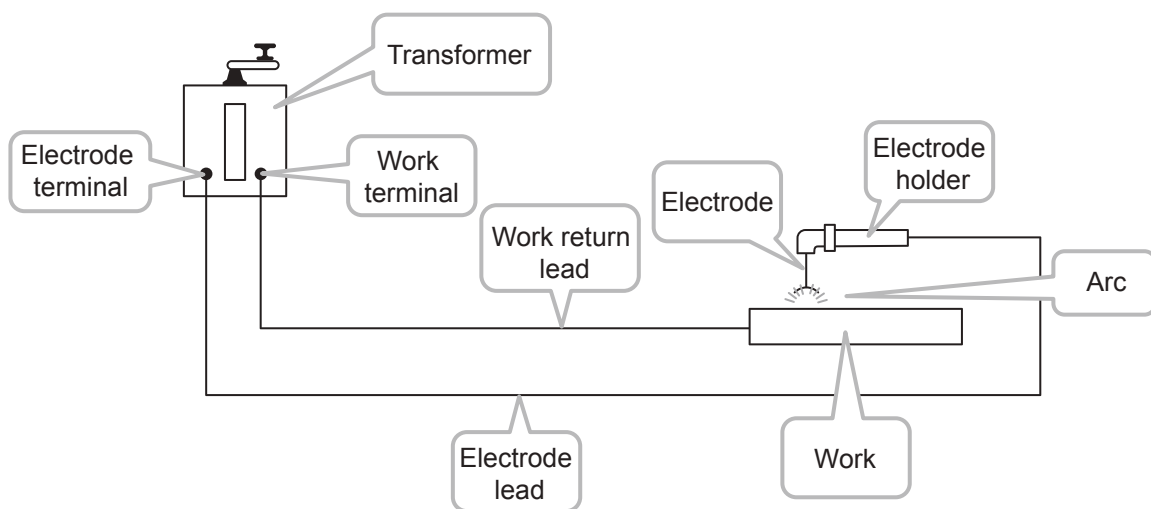 Transformer
Electrode
terminal
Work
terminal
Electrode
holder
Electrode
Work return
lead
Arc
Electrode
lead
Work